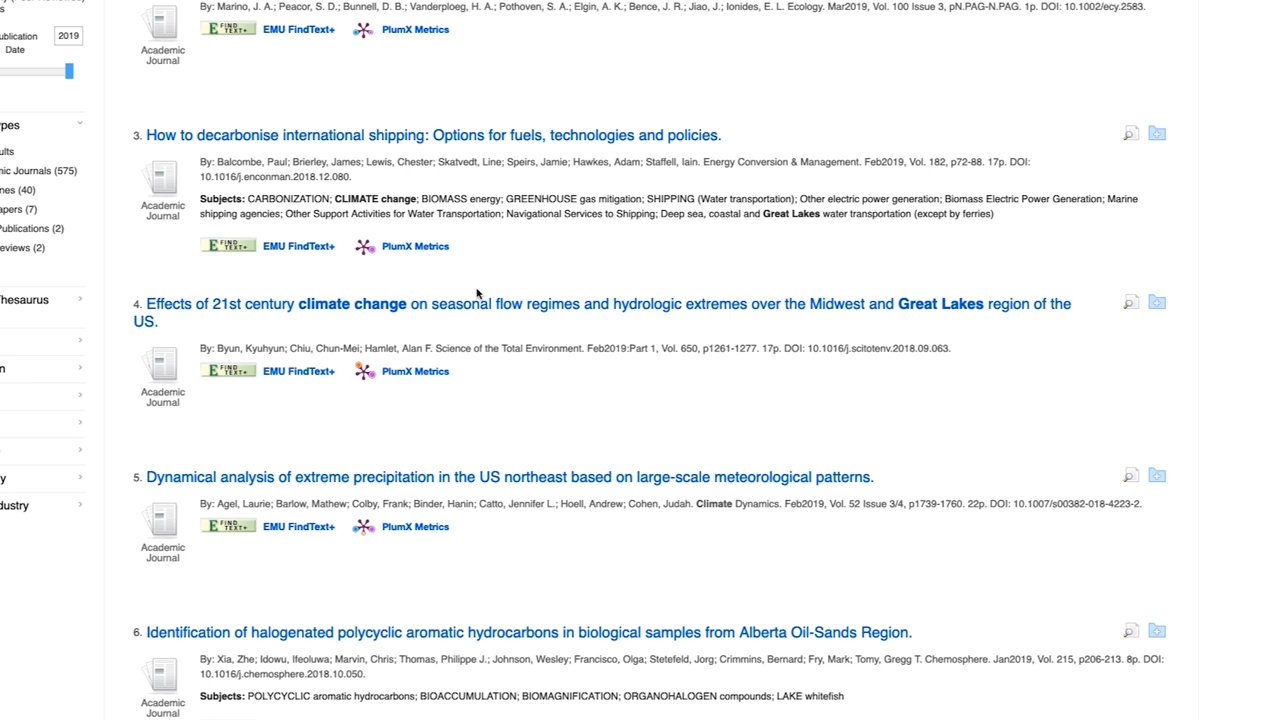 s
By: Marino, J. A.; Peacor, S. D.; Bunnell, D. B.; Vanderploeg, H. A.; Pothoven, S. A.; Elgin, A. K.; Bence, J. R.; Jiao, J.; Ionides, E. L. Ecology. Mar2019, Vol. 100 Issue 3, pN.PAG-N.PAG. 1p. DOI: 10.1002/ecy.2583.
E FIND TEXT+ EMU FindText+ PlumX Metrics
Academic
Journal
ublication
Date
2019
3. How to decarbonise international shipping: Options for fuels, technologies and policies.
By: Balcombe, Paul; Brierley, James; Lewis, Chester; Skatvedt, Line; Speirs, Jamie; Hawkes, Adam; Staffell, Iain. Energy Conversion & Management. Feb2019, Vol. 182, p72-88. 17p. DOI:
10.1016/j.enconman.2018.12.080.
Academic
Journal
Subjects: CARBONIZATION; CLIMATE change; BIOMASS energy; GREENHOUSE gas mitigation; SHIPPING (Water transportation); Other electric power generation; Biomass Electric Power Generation; Marine
shipping agencies; Other Support Activities for Water Transportation; Navigational Services to Shipping; Deep sea, coastal and Great Lakes water transportation (except by ferries)
E FIND TEXT+ EMU FindText+ PlumX Metrics
ypes
ults
mic Journals (575)
nes (40)
apers (7)
Publications (2)
eviews (2)
Thesaurus
n
y
dustry
4. Effects of 21st century climate change on seasonal flow regimes and hydrologic extremes over the Midwest and Great Lakes region of the
US.
By: Byun, Kyuhyun; Chiu, Chun-Mei; Hamlet, Alan F. Science of the Total Environment. Feb2019:Part 1, Vol. 650, p1261-1277. 17p. DOI: 10.1016/j.scitotenv.2018.09.063.
E FIND TEXT+ EMU FindText+ PlumX Metrics
Academic
Journal
5. Dynamical analysis of extreme precipitation in the US northeast based on large-scale meteorological patterns.
By: Agel, Laurie; Barlow, Mathew; Colby, Frank; Binder, Hanin; Catto, Jennifer L.; Hoell, Andrew; Cohen, Judah. Climate Dynamics. Feb2019, Vol. 52 Issue 3/4, p1739-1760. 22p. DOI: 10.1007/s00382-018-4223-2.
E FIND TEXT+ EMU FindText+ PlumX Metrics
Academic
Journal
6. Identification of halogenated polycyclic aromatic hydrocarbons in biological samples from Alberta Oil-Sands Region.
By: Xia, Zhe; Idowu, Ifeoluwa; Marvin, Chris; Thomas, Philippe J.; Johnson, Wesley; Francisco, Olga; Stetefeld, Jorg; Crimmins, Bernard; Fry, Mark; Tomy, Gregg T. Chemosphere. Jan2019, Vol. 215, p206-213. 8p. DOI:
10.1016/j.chemosphere.2018.10.050.
Subjects: POLYCYCLIC aromatic hydrocarbons; BIOACCUMULATION; BIOMAGNIFICATION; ORGANOHALOGEN compounds; LAKE whitefish
Academic
Journal